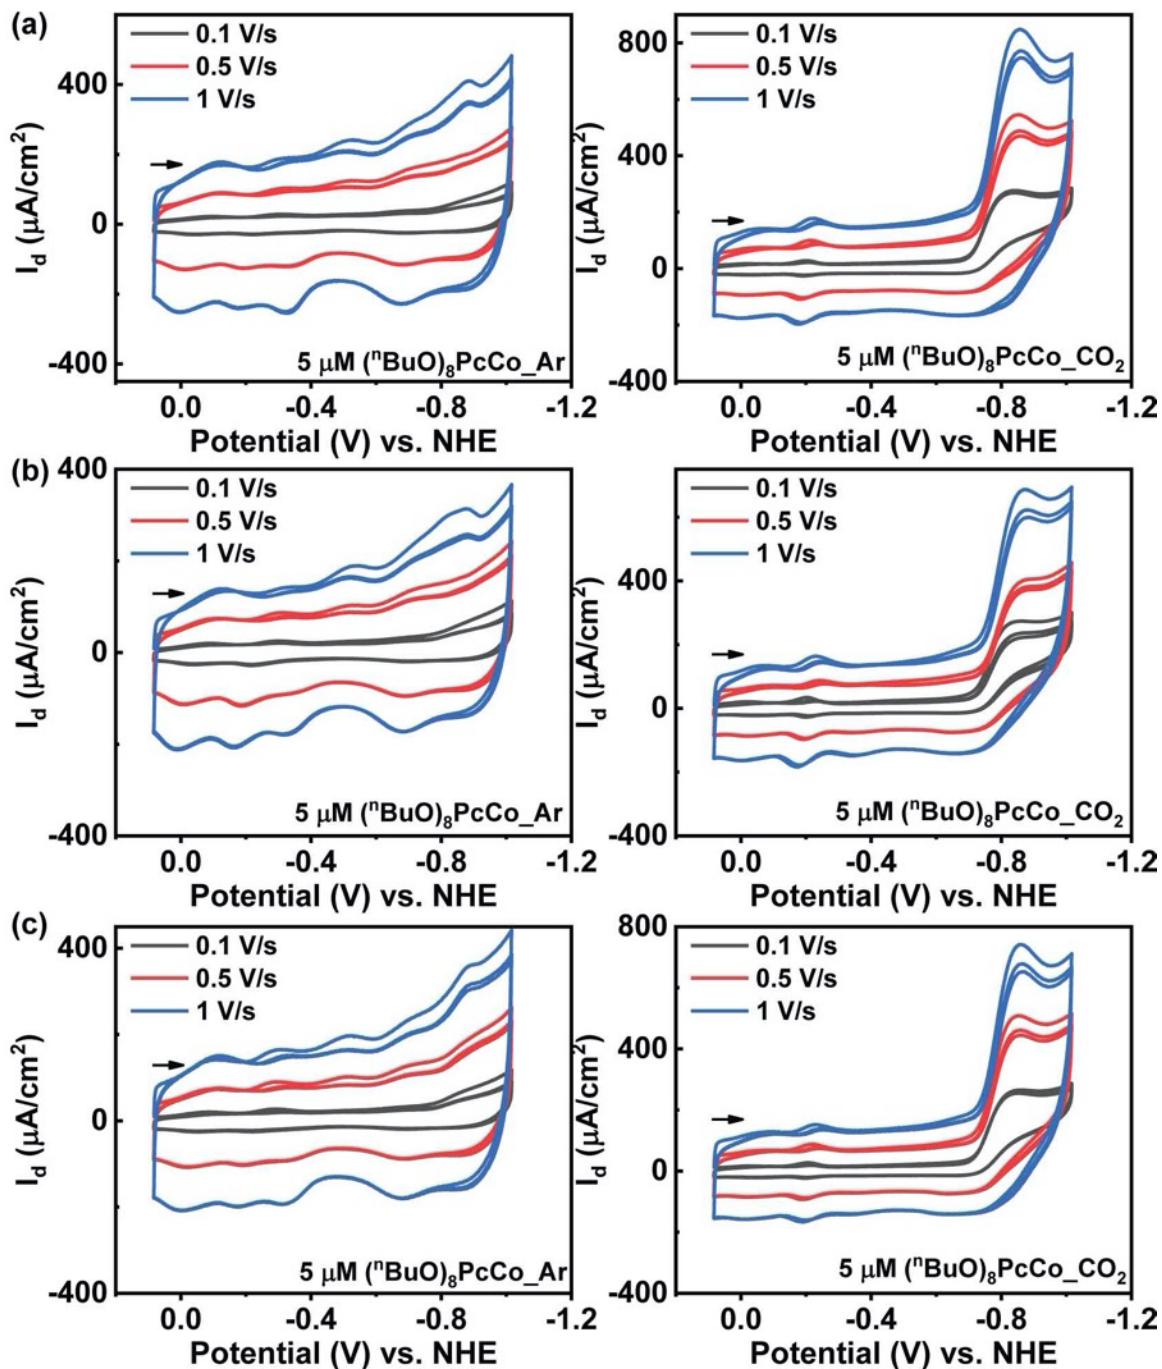 (a)
0.1 V/s
0.5 V/s
1 V/s
400
0
-400
I_d (μA/cm²)
5 μM (ⁿBuO)₈PcCo_Ar
0.0 -0.4 -0.8 -1.2
Potential (V) vs. NHE
0.1 V/s
0.5 V/s
1 V/s
800
400
0
-400
I_d (μA/cm²)
5 μM (ⁿBuO)₈PcCo_CO₂
0.0 -0.4 -0.8 -1.2
Potential (V) vs. NHE
(b)
0.1 V/s
0.5 V/s
1 V/s
400
0
-400
I_d (μA/cm²)
5 μM (ⁿBuO)₈PcCo_Ar
0.0 -0.4 -0.8 -1.2
Potential (V) vs. NHE
0.1 V/s
0.5 V/s
1 V/s
400
0
-400
I_d (μA/cm²)
5 μM (ⁿBuO)₈PcCo_CO₂
0.0 -0.4 -0.8 -1.2
Potential (V) vs. NHE
(c)
0.1 V/s
0.5 V/s
1 V/s
400
0
-400
I_d (μA/cm²)
5 μM (ⁿBuO)₈PcCo_Ar
0.0 -0.4 -0.8 -1.2
Potential (V) vs. NHE
0.1 V/s
0.5 V/s
1 V/s
800
400
0
-400
I_d (μA/cm²)
5 μM (ⁿBuO)₈PcCo_CO₂
0.0 -0.4 -0.8 -1.2
Potential (V) vs. NHE